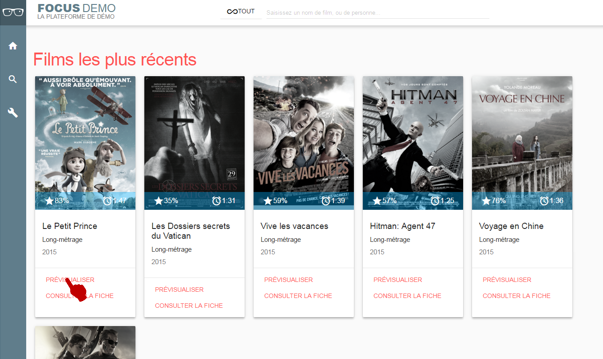 FOCUS DEMO
LA PLATEFORME DE DÉMO
TOUT
Saisissez un nom de film, ou de personne...
Films les plus récents
"AUSSI DRÔLE QU'ÉMOUVANT.
À VOIR ABSOLUMENT."
Le Petit Prince
83% 1:47
Le Petit Prince
Long-métrage
2015
PRÉVISUALISER
CONSULTER LA FICHE
35% 1:31
Les Dossiers secrets
du Vatican
Long-métrage
2015
PRÉVISUALISER
CONSULTER LA FICHE
VIVE LES VACANCES
59% 1:39
Vive les vacances
Long-métrage
2015
PRÉVISUALISER
CONSULTER LA FICHE
HITMAN
AGENT 47
57% 1:25
Hitman: Agent 47
Long-métrage
2015
PRÉVISUALISER
CONSULTER LA FICHE
VOYAGE EN CHINE
76% 1:36
Voyage en Chine
Long-métrage
2015
PRÉVISUALISER
CONSULTER LA FICHE